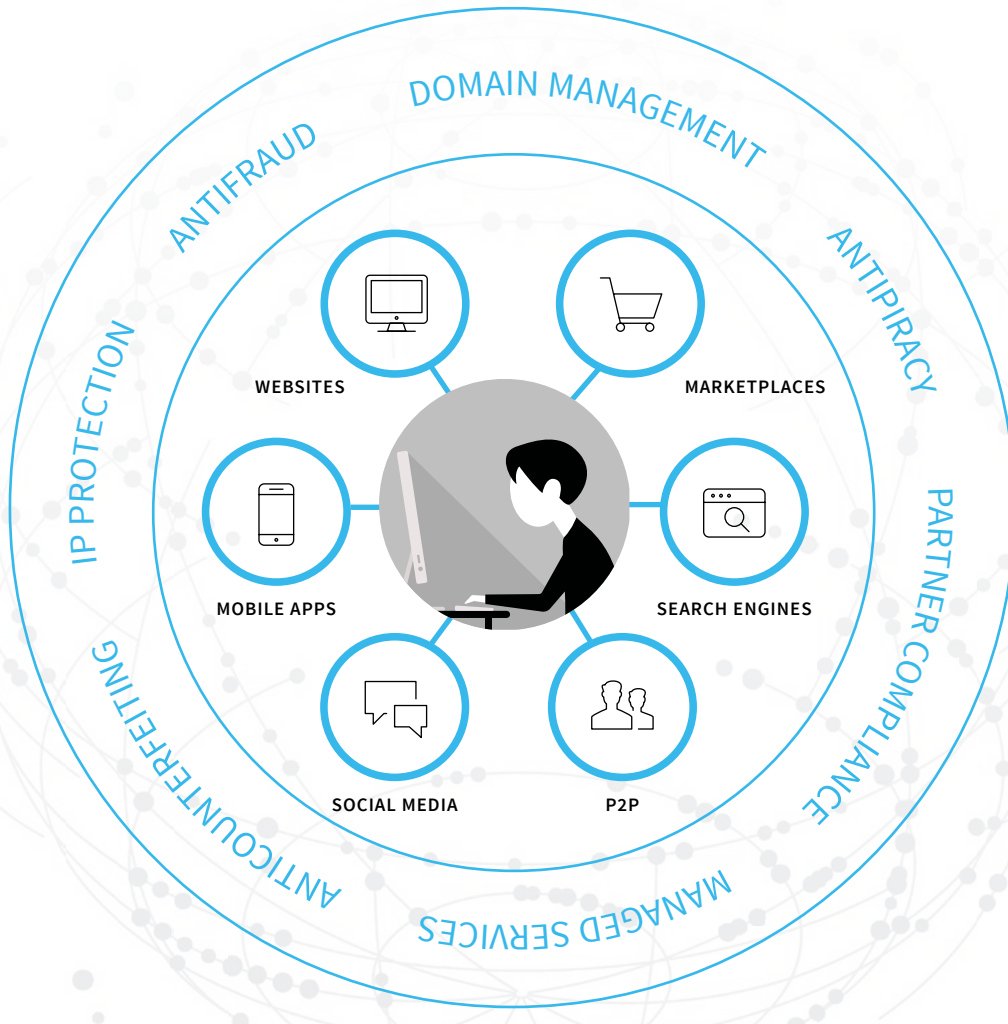 DOMAIN MANAGEMENT
ANTIFRAUD
ANTIPIRACY
IP PROTECTION
WEBSITES
MARKETPLACES
PARTNER COMPLIANCE
MOBILE APPS
SEARCH ENGINES
ANTICOUNTERFEITING
SOCIAL MEDIA
P2P
MANAGED SERVICES